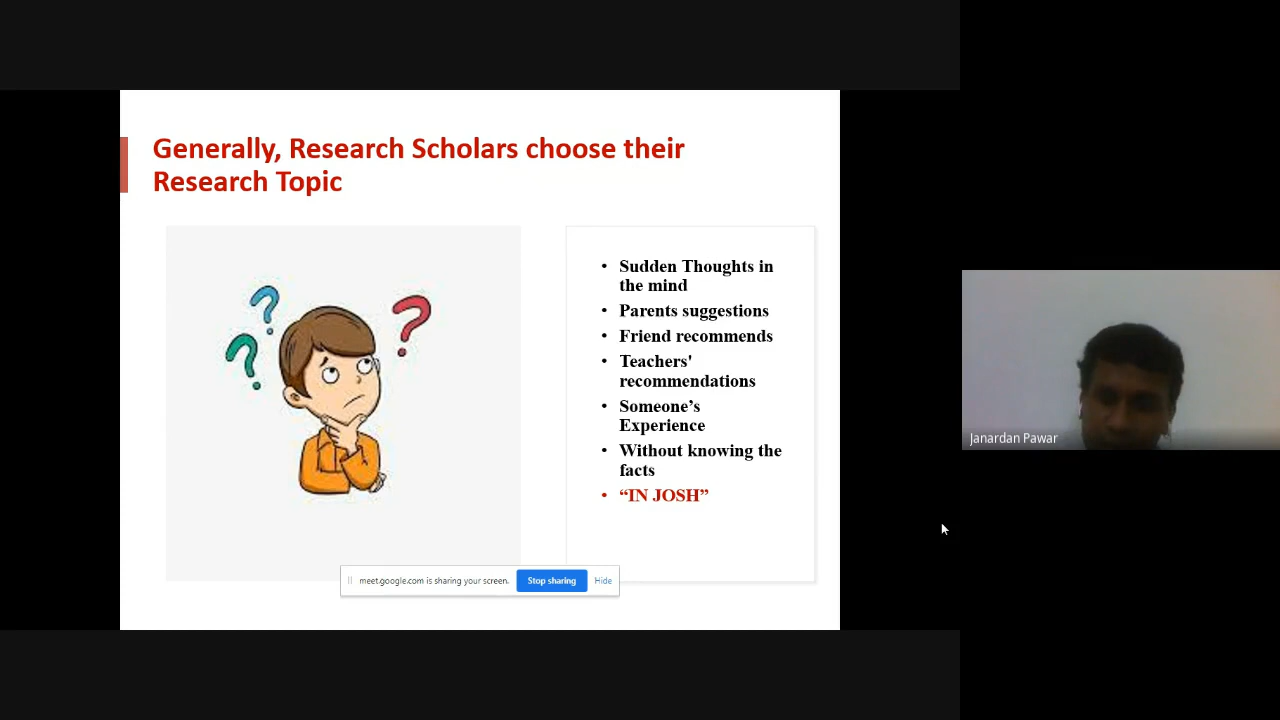 Generally, Research Scholars choose their
Research Topic
• Sudden Thoughts in
the mind
• Parents suggestions
• Friend recommends
• Teachers'
recommendations
• Someone’s
Experience
• Without knowing the
facts
• “IN JOSH”
meet.google.com is sharing your screen.
Stop sharing
Hide
Janardan Pawar